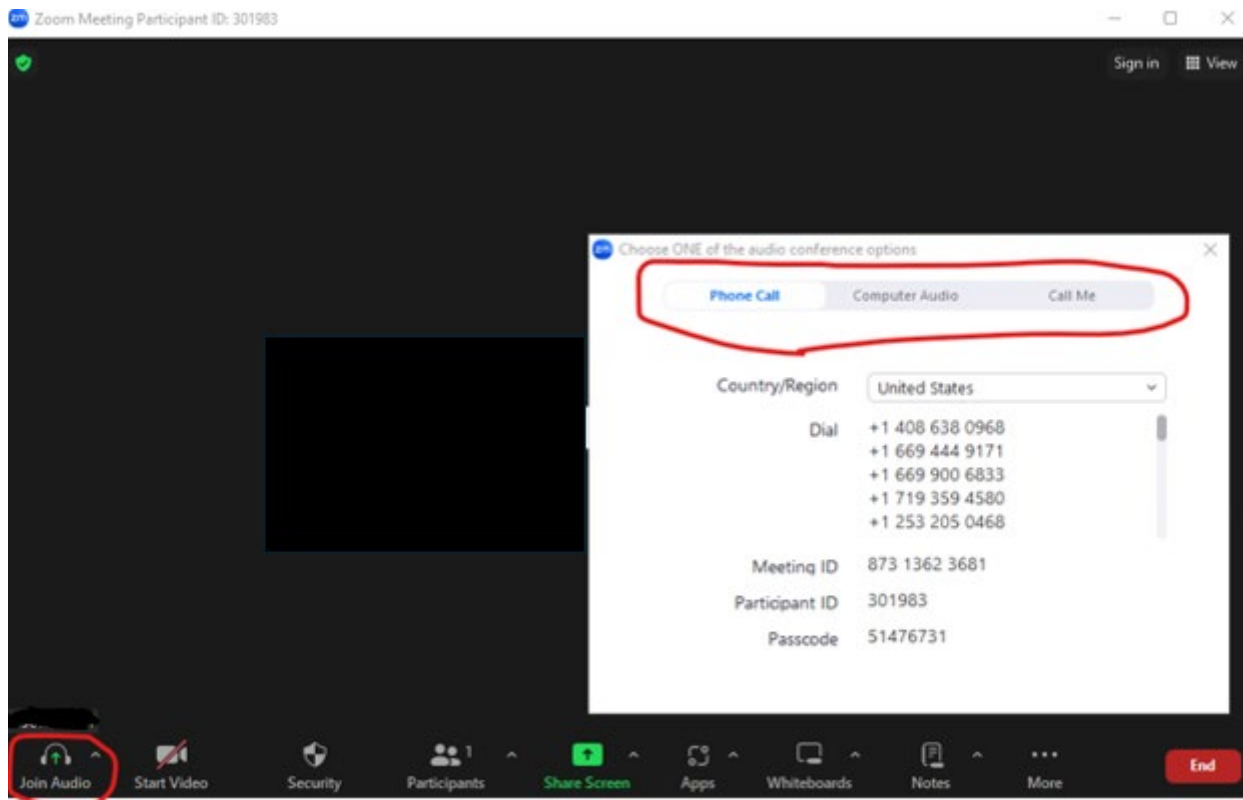 zm Zoom Meeting Participant ID: 301983
Sign in View
zm Choose ONE of the audio conference options
Phone Call Computer Audio Call Me
Country/Region United States
Dial +1 408 638 0968
+1 669 444 9171
+1 669 900 6833
+1 719 359 4580
+1 253 205 0468
Meeting ID 873 1362 3681
Participant ID 301983
Passcode 51476731
1
Join Audio Start Video Security Participants Share Screen Apps Whiteboards Notes More End